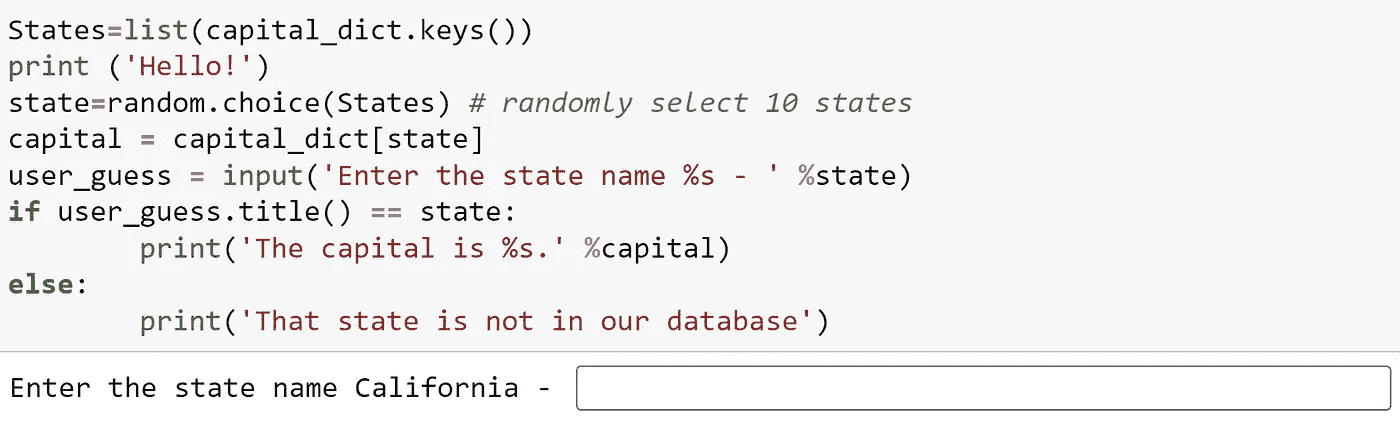 States=list(capital_dict.keys())
print ('Hello!')
state=random.choice(States) # randomly select 10 states
capital = capital_dict[state]
user_guess = input('Enter the state name %s - ' %state)
if user_guess.title() == state:
        print('The capital is %s.' %capital)
else:
        print('That state is not in our database')
Enter the state name California -